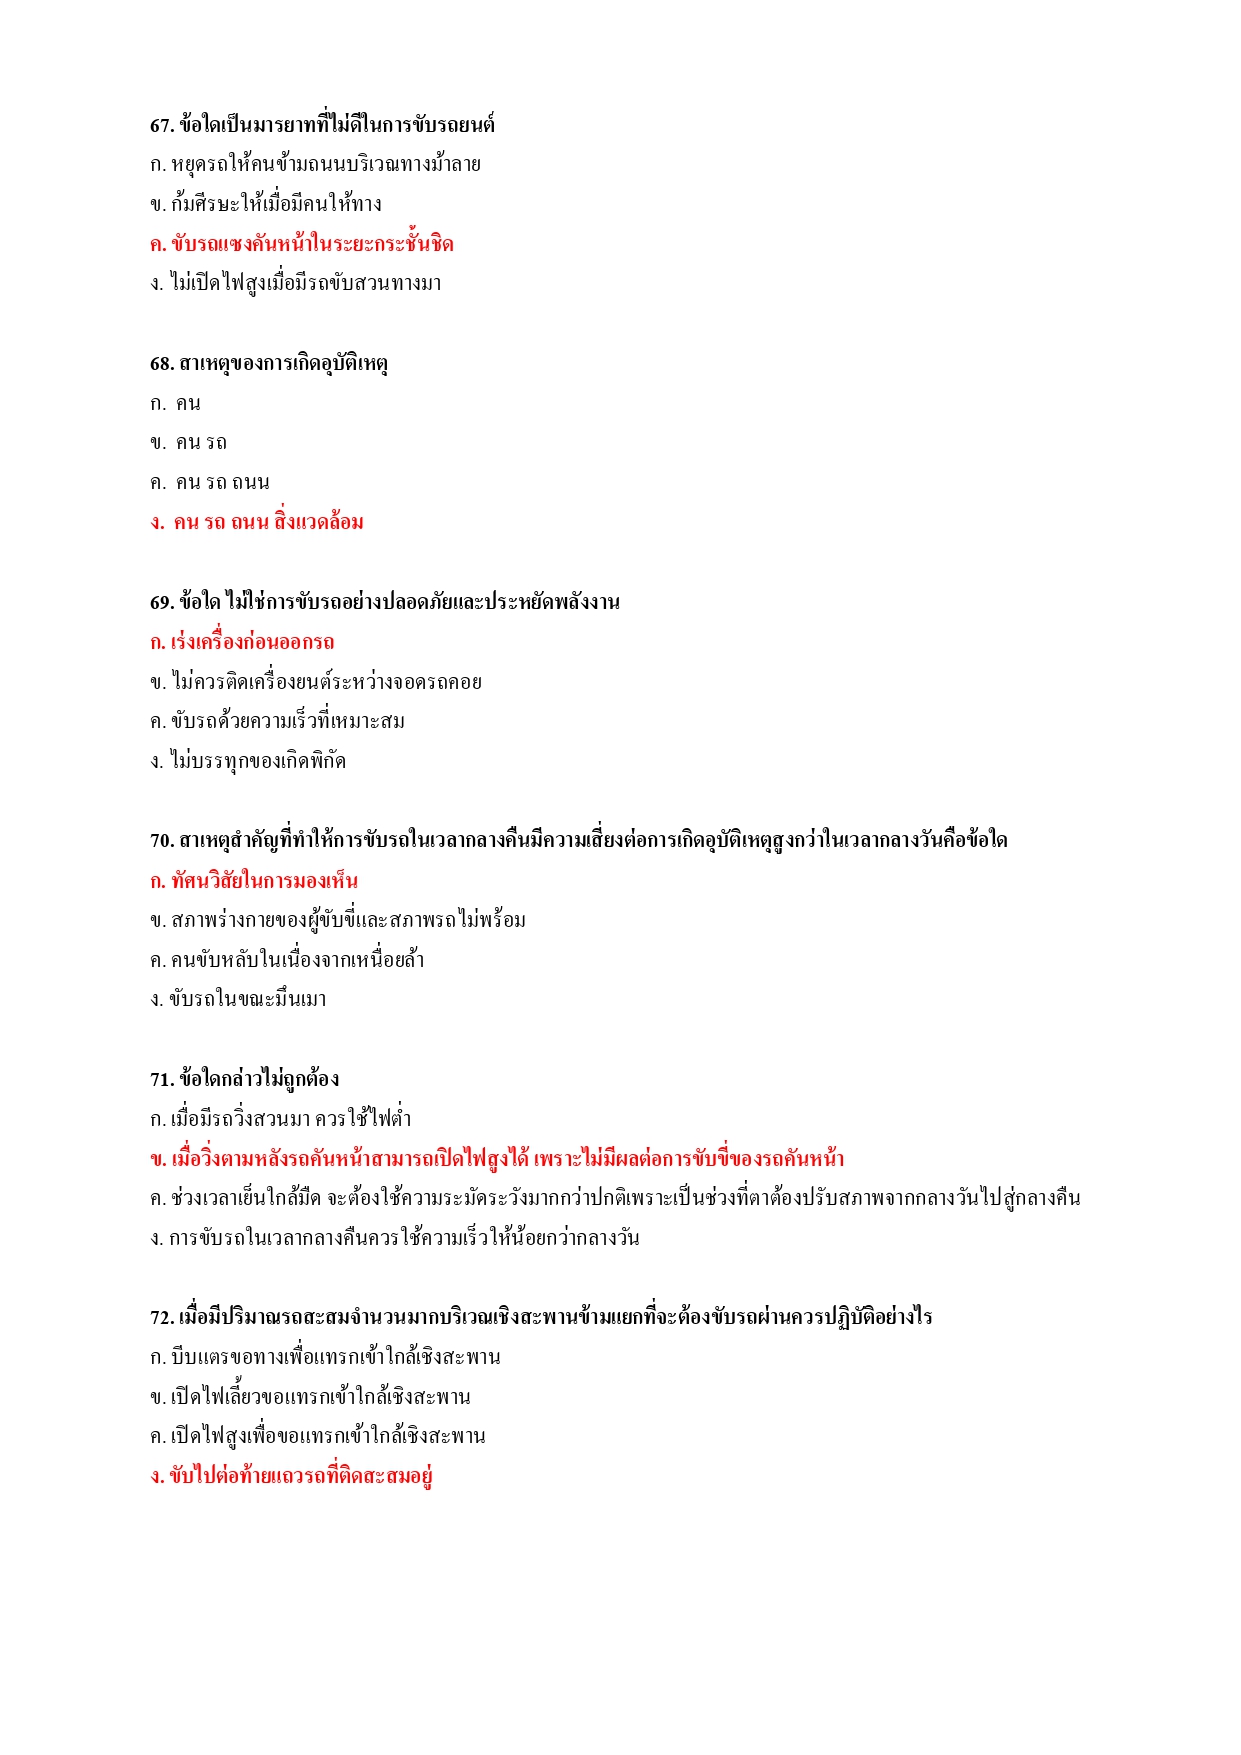 67. ข้อใดเป็นมารยาทที่ไม่ดีในการขับรถยนต์
ก. หยุดรถให้คนข้ามถนนบริเวณทางม้าลาย
ข. ก้มศีรษะให้เมื่อมีคนให้ทาง
ค. ขับรถแซงคันหน้าในระยะกระชั้นชิด
ง. ไม่เปิดไฟสูงเมื่อมีรถขับสวนทางมา
68. สาเหตุของการเกิดอุบัติเหตุ
ก. คน
ข. คน รถ
ค. คน รถ ถนน
ง. คน รถ ถนน สิ่งแวดล้อม
69. ข้อใด ไม่ใช่การขับรถอย่างปลอดภัยและประหยัดพลังงาน
ก. เร่งเครื่องก่อนออกรถ
ข. ไม่ควรติดเครื่องยนต์ระหว่างจอดรถคอย
ค. ขับรถด้วยความเร็วที่เหมาะสม
ง. ไม่บรรทุกของเกิดพิกัด
70. สาเหตุสำคัญที่ทำให้การขับรถในเวลากลางคืนมีความเสี่ยงต่อการเกิดอุบัติเหตุสูงกว่าในเวลากลางวันคือข้อใด
ก. ทัศนวิสัยในการมองเห็น
ข. สภาพร่างกายของผู้ขับขี่และสภาพรถไม่พร้อม
ค. คนขับหลับในเนื่องจากเหนื่อยล้า
ง. ขับรถในขณะมึนเมา
71. ข้อใดกล่าวไม่ถูกต้อง
ก. เมื่อมีรถวิ่งสวนมา ควรใช้ไฟต่ำ
ข. เมื่อวิ่งตามหลังรถคันหน้าสามารถเปิดไฟสูงได้ เพราะไม่มีผลต่อการขับขี่ของรถคันหน้า
ค. ช่วงเวลาเย็นใกล้มืด จะต้องใช้ความระมัดระวังมากกว่าปกติเพราะเป็นช่วงที่ตาต้องปรับสภาพจากกลางวันไปสู่กลางคืน
ง. การขับรถในเวลากลางคืนควรใช้ความเร็วให้น้อยกว่ากลางวัน
72. เมื่อมีปริมาณรถสะสมจำนวนมากบริเวณเชิงสะพานข้ามแยกที่จะต้องขับรถผ่านควรปฏิบัติอย่างไร
ก. บีบแตรขอทางเพื่อแทรกเข้าใกล้เชิงสะพาน
ข. เปิดไฟเลี้ยวขอแทรกเข้าใกล้เชิงสะพาน
ค. เปิดไฟสูงเพื่อขอแทรกเข้าใกล้เชิงสะพาน
ง. ขับไปต่อท้ายแถวรถที่ติดสะสมอยู่